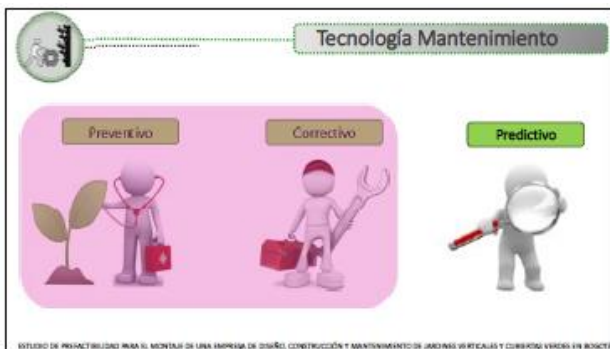 Tecnología Mantenimiento
Preventivo
Correctivo
Predictivo
ESTUDIO DE PREFACTIBILIDAD PARA EL MONTAJE DE UNA EMPRESA DE DISEÑO, CONSTRUCCIÓN Y MANTENIMIENTO DE JARDINES VERTICALES Y CUBIERTAS VERDES EN BOGOTÁ